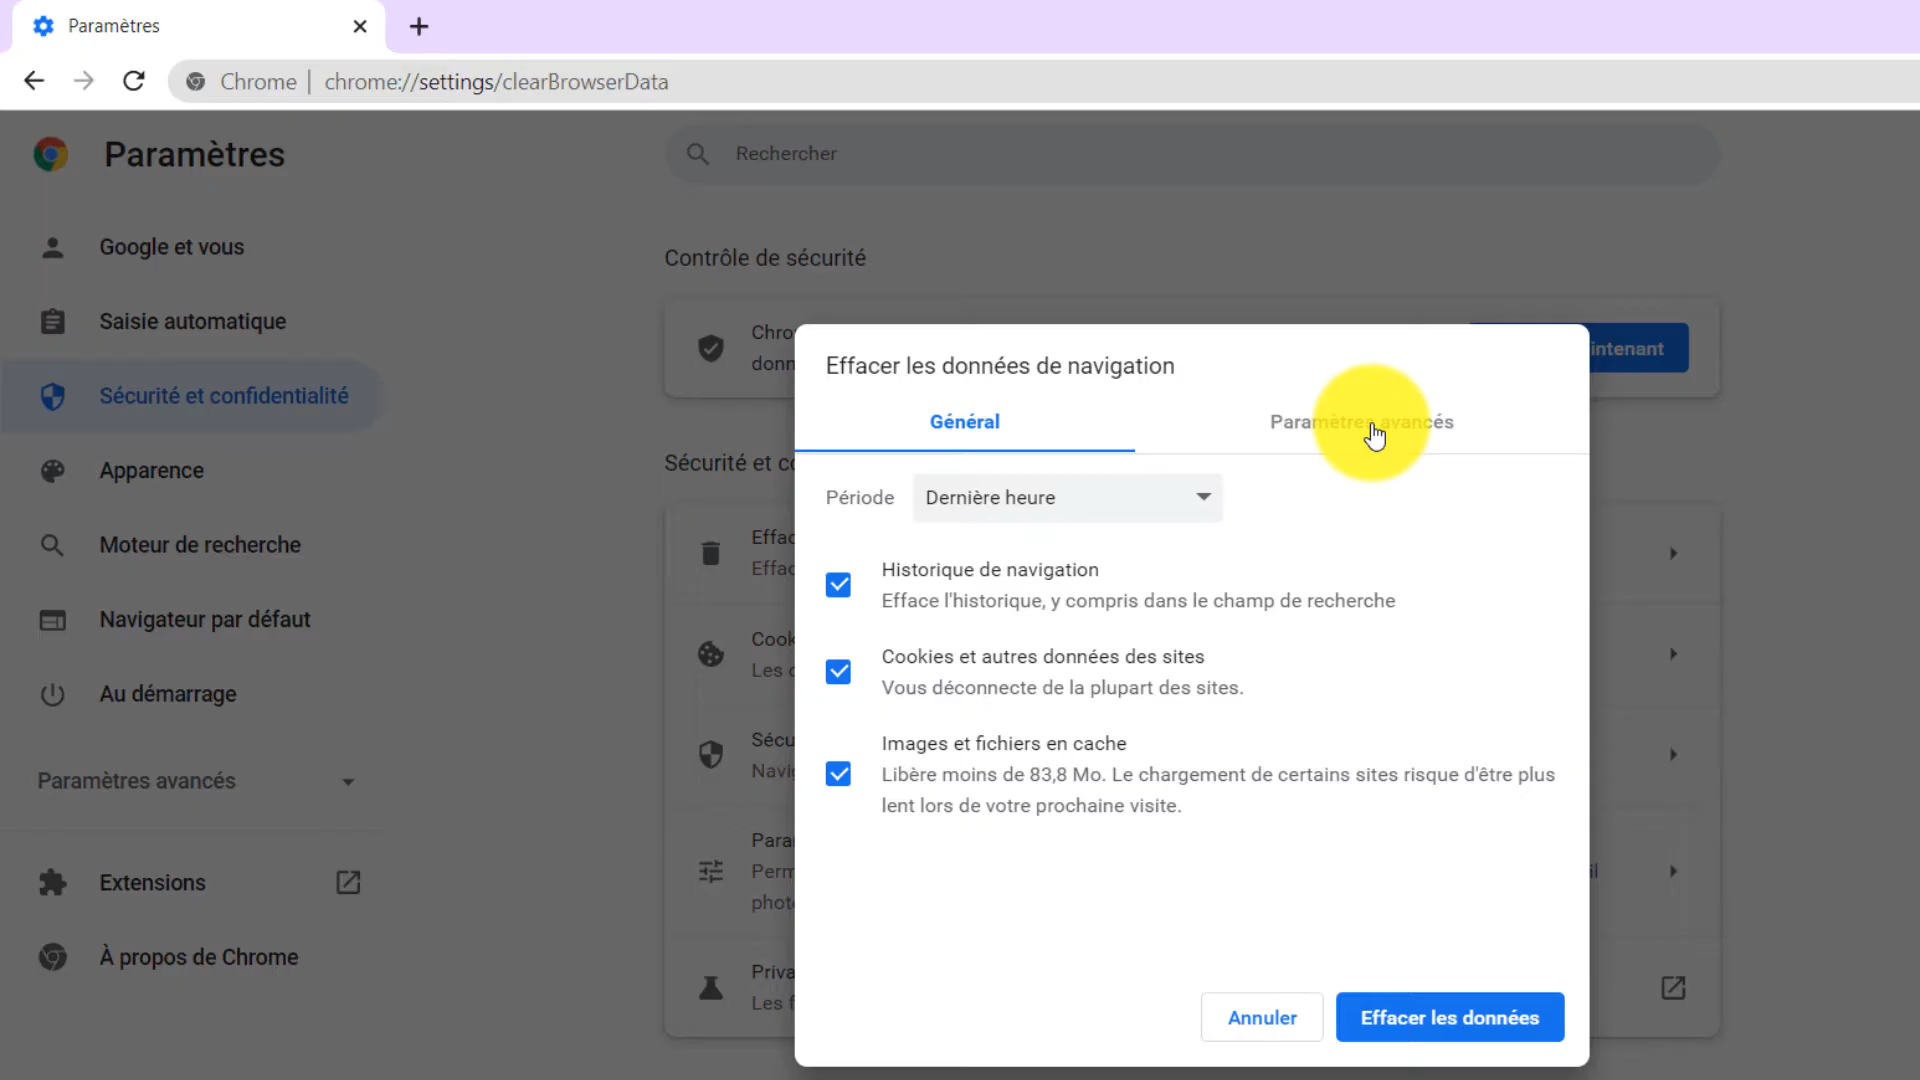 Paramètres
Chrome | chrome://settings/clearBrowserData
Paramètres
Rechercher
Google et vous
Saisie automatique
Sécurité et confidentialité
Apparence
Moteur de recherche
Navigateur par défaut
Au démarrage
Paramètres avancés
Extensions
À propos de Chrome
Contrôle de sécurité
Effacer les données de navigation
Général
Paramètres avancés
Période
Dernière heure
Historique de navigation
Efface l'historique, y compris dans le champ de recherche
Cookies et autres données des sites
Vous déconnecte de la plupart des sites.
Images et fichiers en cache
Libère moins de 83,8 Mo. Le chargement de certains sites risque d'être plus
lent lors de votre prochaine visite.
Annuler
Effacer les données
Sécurité et
Les
Les